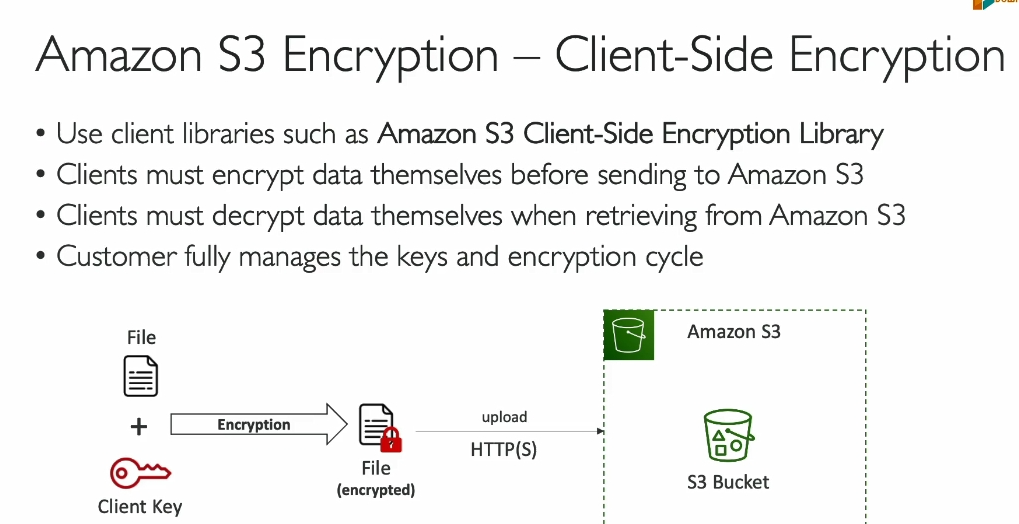 Amazon S3 Encryption – Client-Side Encryption
• Use client libraries such as Amazon S3 Client-Side Encryption Library
• Clients must encrypt data themselves before sending to Amazon S3
• Clients must decrypt data themselves when retrieving from Amazon S3
• Customer fully manages the keys and encryption cycle
File
+
Client Key
Encryption
File
(encrypted)
upload
HTTP(S)
Amazon S3
S3 Bucket